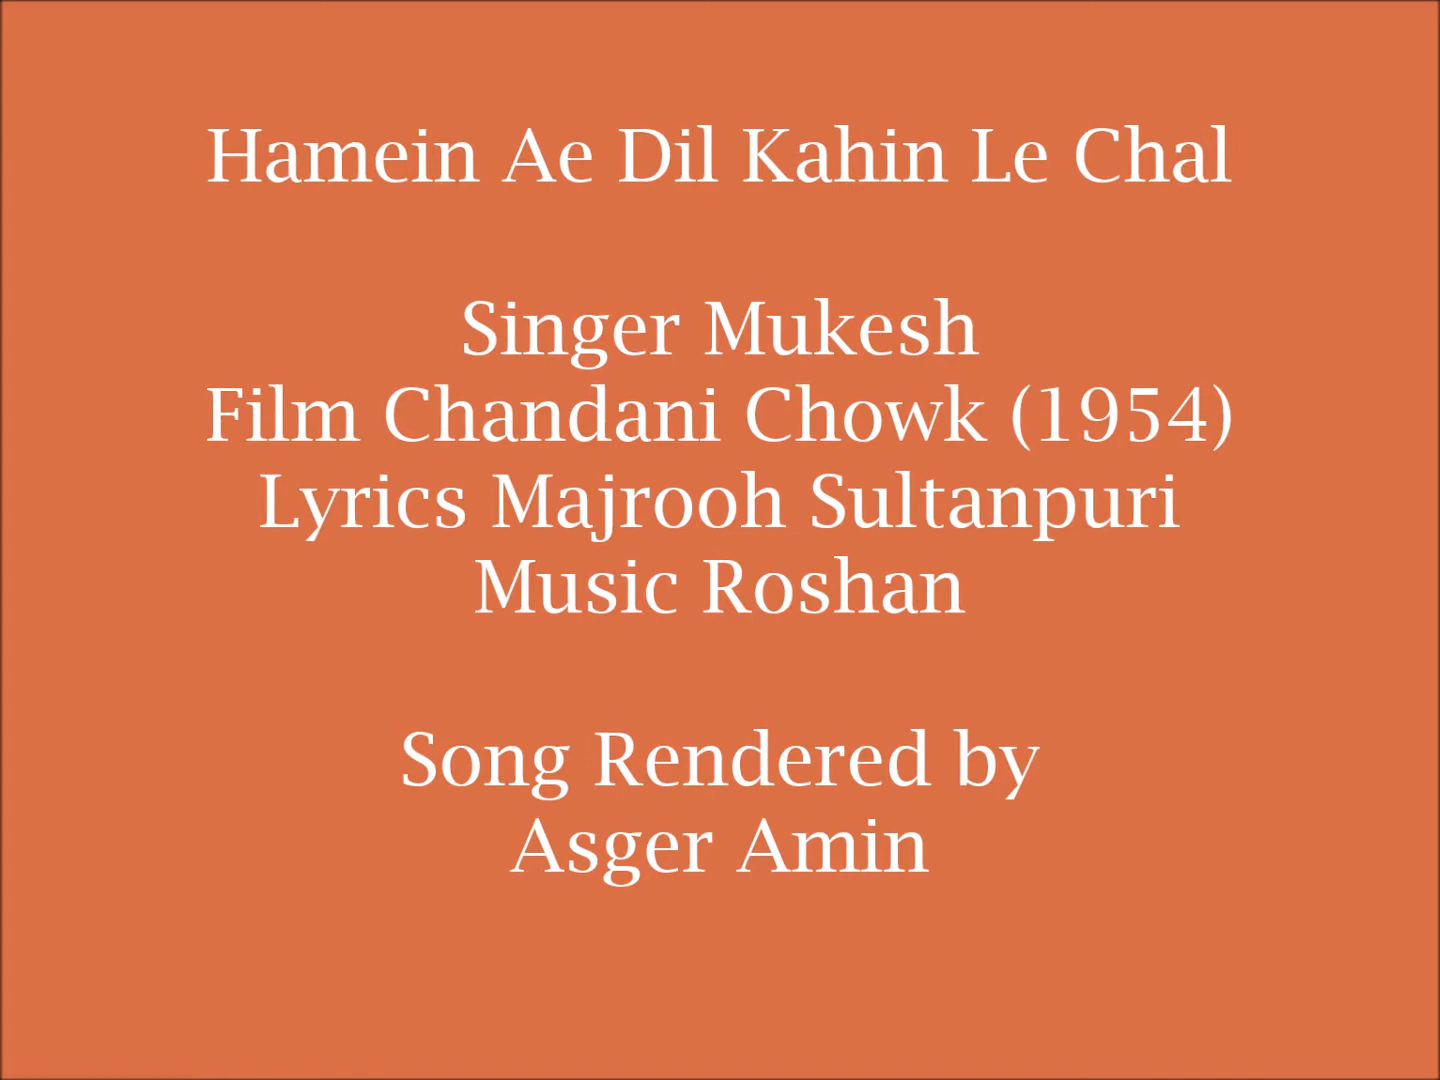 Hamein Ae Dil Kahin Le Chal
Singer Mukesh
Film Chandani Chowk (1954)
Lyrics Majrooh Sultanpuri
Music Roshan
Song Rendered by
Asger Amin